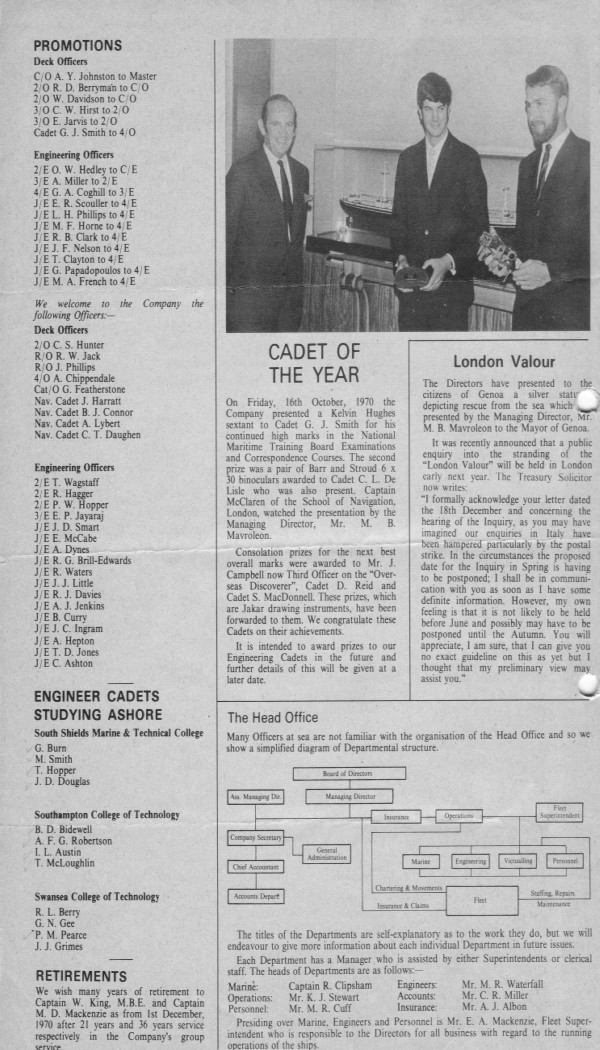 PROMOTIONS
Deck Officers
C/O A. Y. Johnston to Master
2/O R. D. Berryman to C/O
2/O W. Davidson to C/O
3/O C. W. Hirst to 2/O
3/O E. Jarvis to 2/O
Cadet G. J. Smith to 4/O
Engineering Officers
2/E O. W. Hedley to C/E
3/E A. Miller to 2/E
4/E G. A. Coghill to 3/E
J/E E. R. Scouller to 4/E
J/E L. H. Phillips to 4/E
J/E M. F. Horne to 4/E
J/E R. B. Clark to 4/E
J/E J. F. Nelson to 4/E
J/E T. Clayton to 4/E
J/E G. Papadopoulos to 4/E
J/E M. A. French to 4/E
We welcome to the Company the
following Officers:—
Deck Officers
2/O C. S. Hunter
R/O R. W. Jack
R/O J. Phillips
4/O A. Chippendale
Cat/O G. Featherstone
Nav. Cadet J. Harratt
Nav. Cadet B. J. Connor
Nav. Cadet A. Lybert
Nav. Cadet C. T. Daughen
Engineering Officers
2/E T. Wagstaff
2/E R. Hagger
2/E P. W. Hopper
3/E E. P. Jayaraj
J/E J. D. Smart
J/E E. McCabe
J/E A. Dynes
J/E R. G. Brill-Edwards
J/E R. Waters
J/E J. J. Little
J/E R. J. Davies
J/E A. J. Jenkins
J/E B. Curry
J/E J. C. Ingram
J/E A. Hepton
J/E T. D. Jones
J/E C. Ashton
ENGINEER CADETS
STUDYING ASHORE
South Shields Marine & Technical College
G. Burn
M. Smith
T. Hopper
J. D. Douglas
Southampton College of Technology
B. D. Bidewell
A. F. G. Robertson
I. L. Austin
T. McLoughlin
Swansea College of Technology
R. L. Berry
G. N. Gee
P. M. Pearce
J. J. Grimes
RETIREMENTS
We wish many years of retirement to
Captain W. King, M.B.E. and Captain
M. D. Mackenzie as from 1st December,
1970 after 21 years and 36 years service
respectively in the Company's group
service.
CADET OF
THE YEAR
On Friday, 16th October, 1970 the
Company presented a Kelvin Hughes
sextant to Cadet G. J. Smith for his
continued high marks in the National
Maritime Training Board Examinations
and Correspondence Courses. The second
prize was a pair of Barr and Stroud 6 x
30 binoculars awarded to Cadet C. L. De
Lisle who was also present. Captain
McClaren of the School of Navigation,
London, watched the presentation by the
Managing Director, Mr. M. B.
Mavroleon.
Consolation prizes for the next best
overall marks were awarded to Mr. J.
Campbell now Third Officer on the "Over-
seas Discoverer", Cadet D. Reid and
Cadet S. MacDonnell. These prizes, which
are Jakar drawing instruments, have been
forwarded to them. We congratulate these
Cadets on their achievements.
It is intended to award prizes to our
Engineering Cadets in the future and
further details of this will be given at a
later date.
London Valour
The Directors have presented to the
citizens of Genoa a silver
depicting rescue from the sea which
presented by the Managing Director, Mr.
M. B. Mavroleon to the Mayor of Genoa.
It was recently announced that a public
enquiry into the stranding of the
"London Valour" will be held in London
early next year. The Treasury Solicitor
now writes:
"I formally acknowledge your letter dated
the 18th December and concerning the
hearing of the Inquiry, as you may have
imagined our enquiries in Italy have
been hampered particularly by the postal
strike. In the circumstances the proposed
date for the Inquiry in Spring is having
to be postponed; I shall be in communi-
cation with you as soon as I have some
definite information. However, my own
feeling is that it is not likely to be held
before June and possibly may have to be
postponed until the Autumn. You will
appreciate, I am sure, that I can give you
no exact guideline on this as yet but I
thought that my preliminary view may
assist you."
The Head Office
Many Officers at sea are not familiar with the organisation of the Head Office and so we
show a simplified diagram of Departmental structure.
Board of Directors
Ass. Managing Dir.
Managing Director
Insurance
Operations
Fleet
Superintendent
Company Secretary
General
Administration
Chief Accountant
Marine
Engineering
Victualling
Personnel
Accounts Depart
Chartering & Movements
Insurance & Claims
Fleet
Staffing, Repairs
Maintenance
The titles of the Departments are self-explanatory as to the work they do, but we will
endeavour to give more information about each individual Department in future issues.
Each Department has a Manager who is assisted by either Superintendents or clerical
staff. The heads of Departments are as follows:—
Marine: Captain R. Clipsham Engineers: Mr. M. R. Waterfall
Operations: Mr. K. J. Stewart Accounts: Mr. C. R. Miller
Personnel: Mr. M. R. Cuff Insurance: Mr. A. J. Albon
Presiding over Marine, Engineers and Personnel is Mr. E. A. Mackenzie, Fleet Super-
intendent who is responsible to the Directors for all business with regard to the running
operations of the ships.